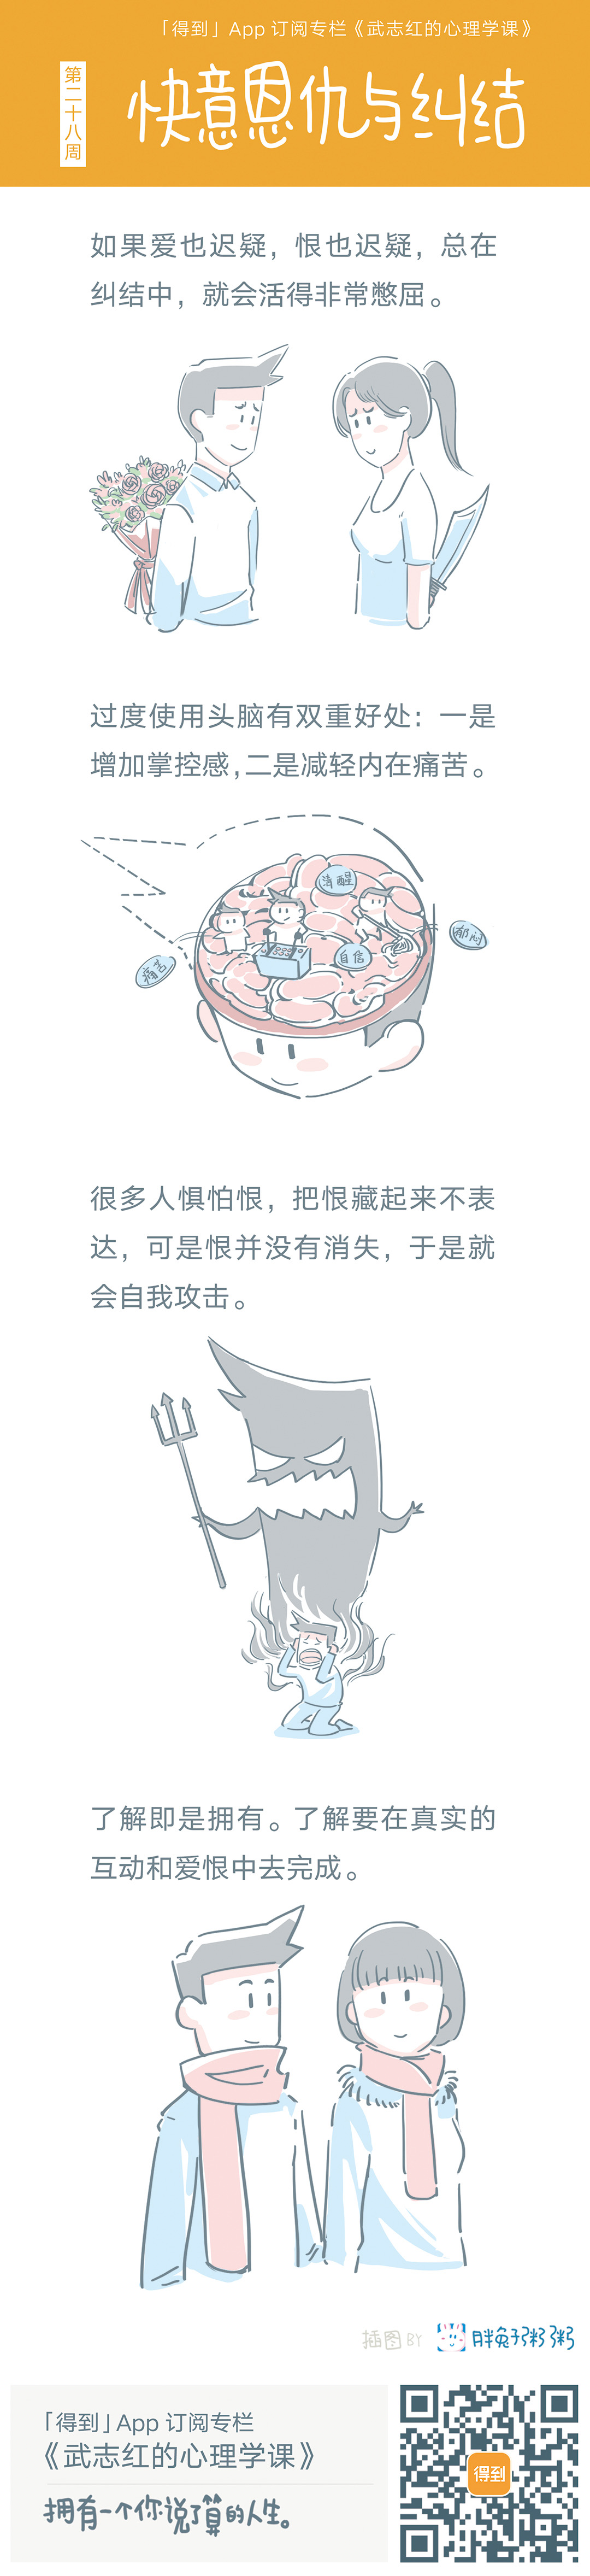 「得到」App 订阅专栏《武志红的心理学课》
第二十八周
快意恩仇与纠结
如果爱也迟疑，恨也迟疑，总在
纠结中，就会活得非常憋屈。
过度使用头脑有双重好处：一是
增加掌控感，二是减轻内在痛苦。
清醒
郁闷
自信
痛苦
很多人惧怕恨，把恨藏起来不表
达，可是恨并没有消失，于是就
会自我攻击。
了解即是拥有。了解要在真实的
互动和爱恨中去完成。
插图BY 胖兔子粥粥
「得到」App 订阅专栏
《武志红的心理学课》
得到
拥有一个你说了算的人生。